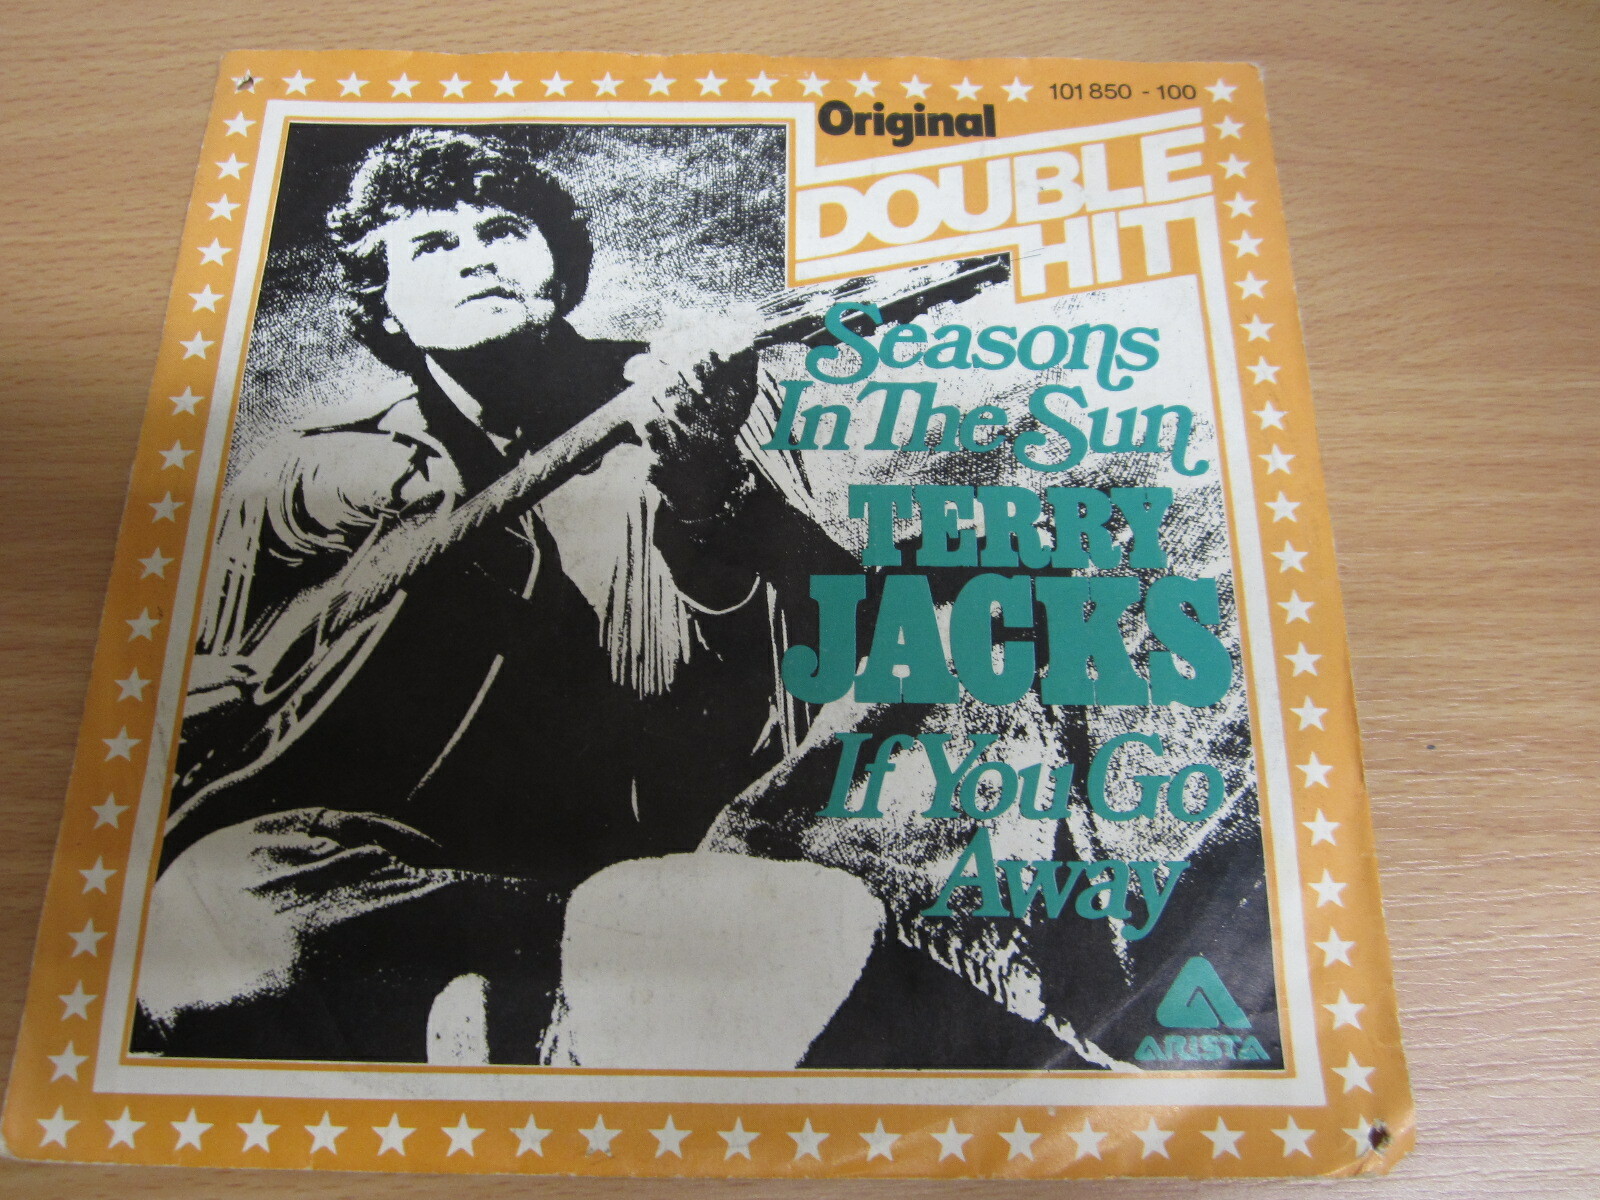 101 850 - 100
Original
DOUBLE
HIT
Seasons
In The Sun
TERRY
JACKS
If You Go
Away
ARISTA